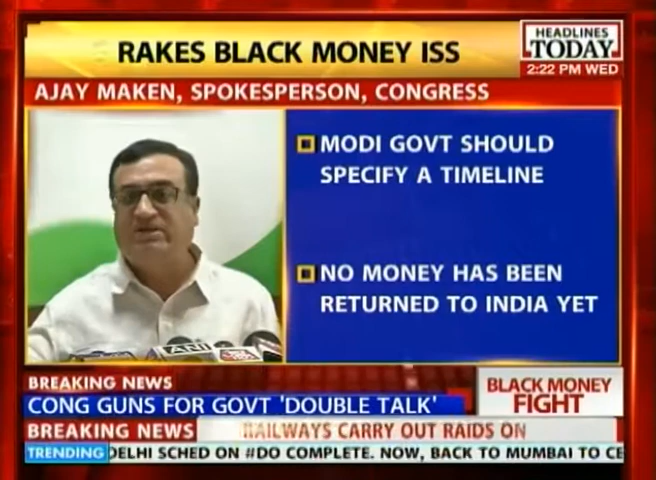 RAKES BLACK MONEY ISS
HEADLINES
TODAY
2:22 PM WED
AJAY MAKEN, SPOKESPERSON, CONGRESS
MODI GOVT SHOULD
SPECIFY A TIMELINE
NO MONEY HAS BEEN
RETURNED TO INDIA YET
ANI
BREAKING NEWS
CONG GUNS FOR GOVT 'DOUBLE TALK'
BLACK MONEY
FIGHT
BREAKING NEWS
RAILWAYS CARRY OUT RAIDS ON
TRENDING
DELHI SCHED ON #DO COMPLETE. NOW, BACK TO MUMBAI TO CE